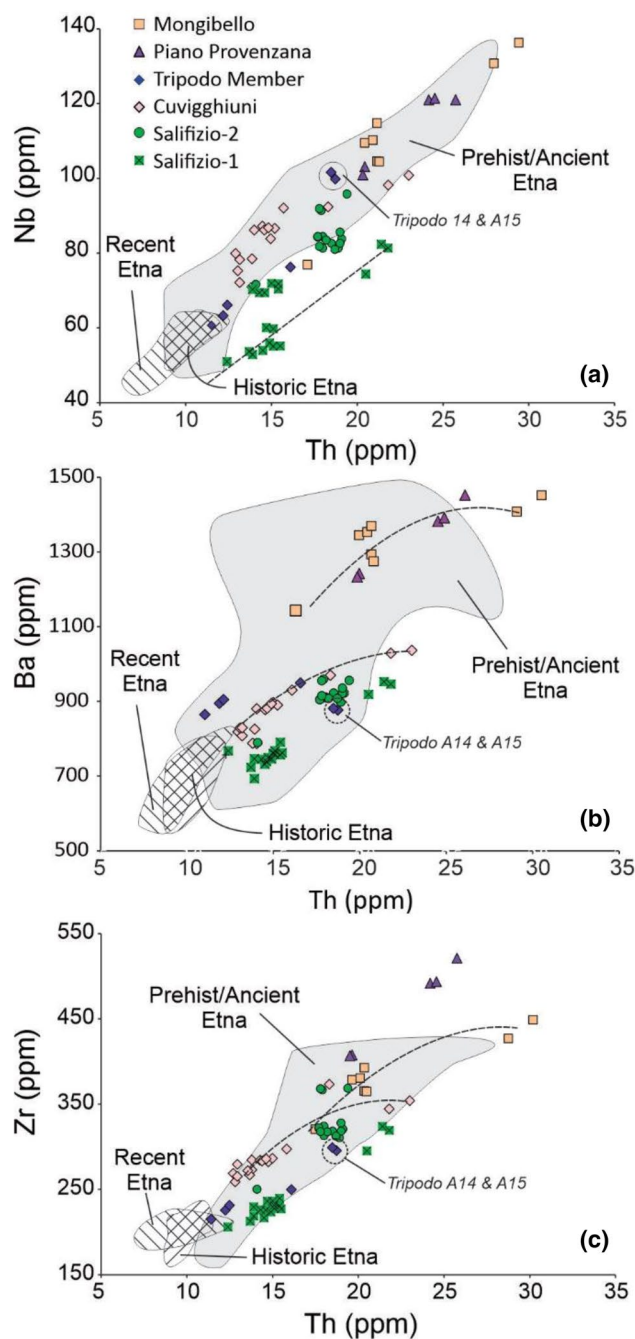 (a)
140
120
100
80
60
40
Nb (ppm)
Mongibello
Piano Provenzana
Tripodo Member
Cuvigghiuni
Salifizio-2
Salifizio-1
Prehist/Ancient
Etna
Tripodo 14 & A15
Recent
Etna
Historic Etna
5
10
15
20
25
30
35
Th (ppm)
1500
1300
1100
900
700
500
Ba (ppm)
Recent
Etna
Prehist/Ancient
Etna
Tripodo A14 & A15
Historic Etna
(b)
5
10
15
20
25
30
35
Th (ppm)
550
450
350
250
150
Zr (ppm)
Prehist/Ancient
Etna
Recent
Etna
Tripodo A14 & A15
Historic Etna
(c)
5
10
15
20
25
30
35
Th (ppm)